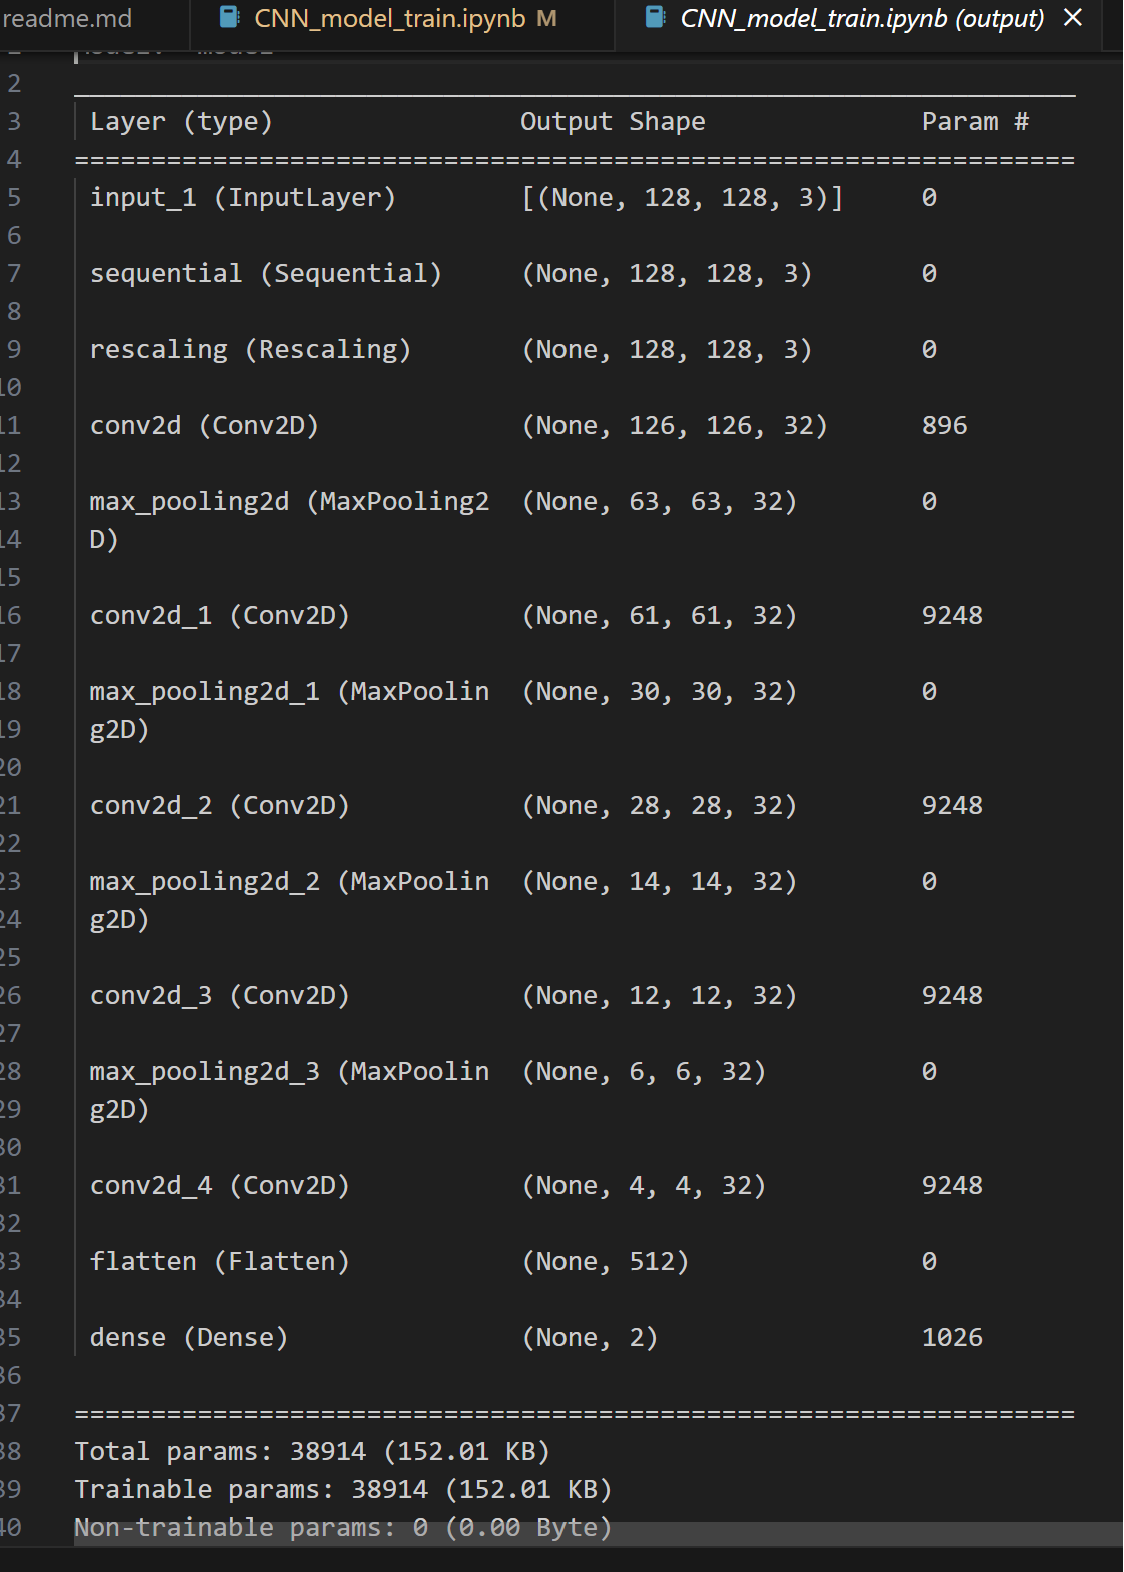 readme.md CNN_model_train.ipynb M CNN_model_train.ipynb (output) ×
2 _________________________________________________________________
3 Layer (type) Output Shape Param #
4 =================================================================
5 input_1 (InputLayer) [(None, 128, 128, 3)] 0
6
7 sequential (Sequential) (None, 128, 128, 3) 0
8
9 rescaling (Rescaling) (None, 128, 128, 3) 0
10
11 conv2d (Conv2D) (None, 126, 126, 32) 896
12
13 max_pooling2d (MaxPooling2 (None, 63, 63, 32) 0
14 D)
15
16 conv2d_1 (Conv2D) (None, 61, 61, 32) 9248
17
18 max_pooling2d_1 (MaxPoolin (None, 30, 30, 32) 0
19 g2D)
20
21 conv2d_2 (Conv2D) (None, 28, 28, 32) 9248
22
23 max_pooling2d_2 (MaxPoolin (None, 14, 14, 32) 0
24 g2D)
25
26 conv2d_3 (Conv2D) (None, 12, 12, 32) 9248
27
28 max_pooling2d_3 (MaxPoolin (None, 6, 6, 32) 0
29 g2D)
30
31 conv2d_4 (Conv2D) (None, 4, 4, 32) 9248
32
33 flatten (Flatten) (None, 512) 0
34
35 dense (Dense) (None, 2) 1026
36
37 =================================================================
38 Total params: 38914 (152.01 KB)
39 Trainable params: 38914 (152.01 KB)
40 Non-trainable params: 0 (0.00 Byte)